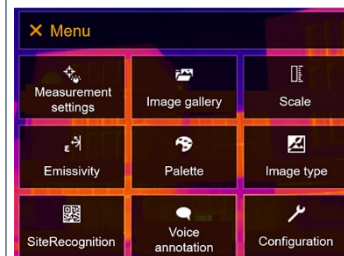 × Menu
Measurement
settings
Image gallery
Scale
ε
Emissivity
Palette
Image type
SiteRecognition
Voice
annotation
Configuration